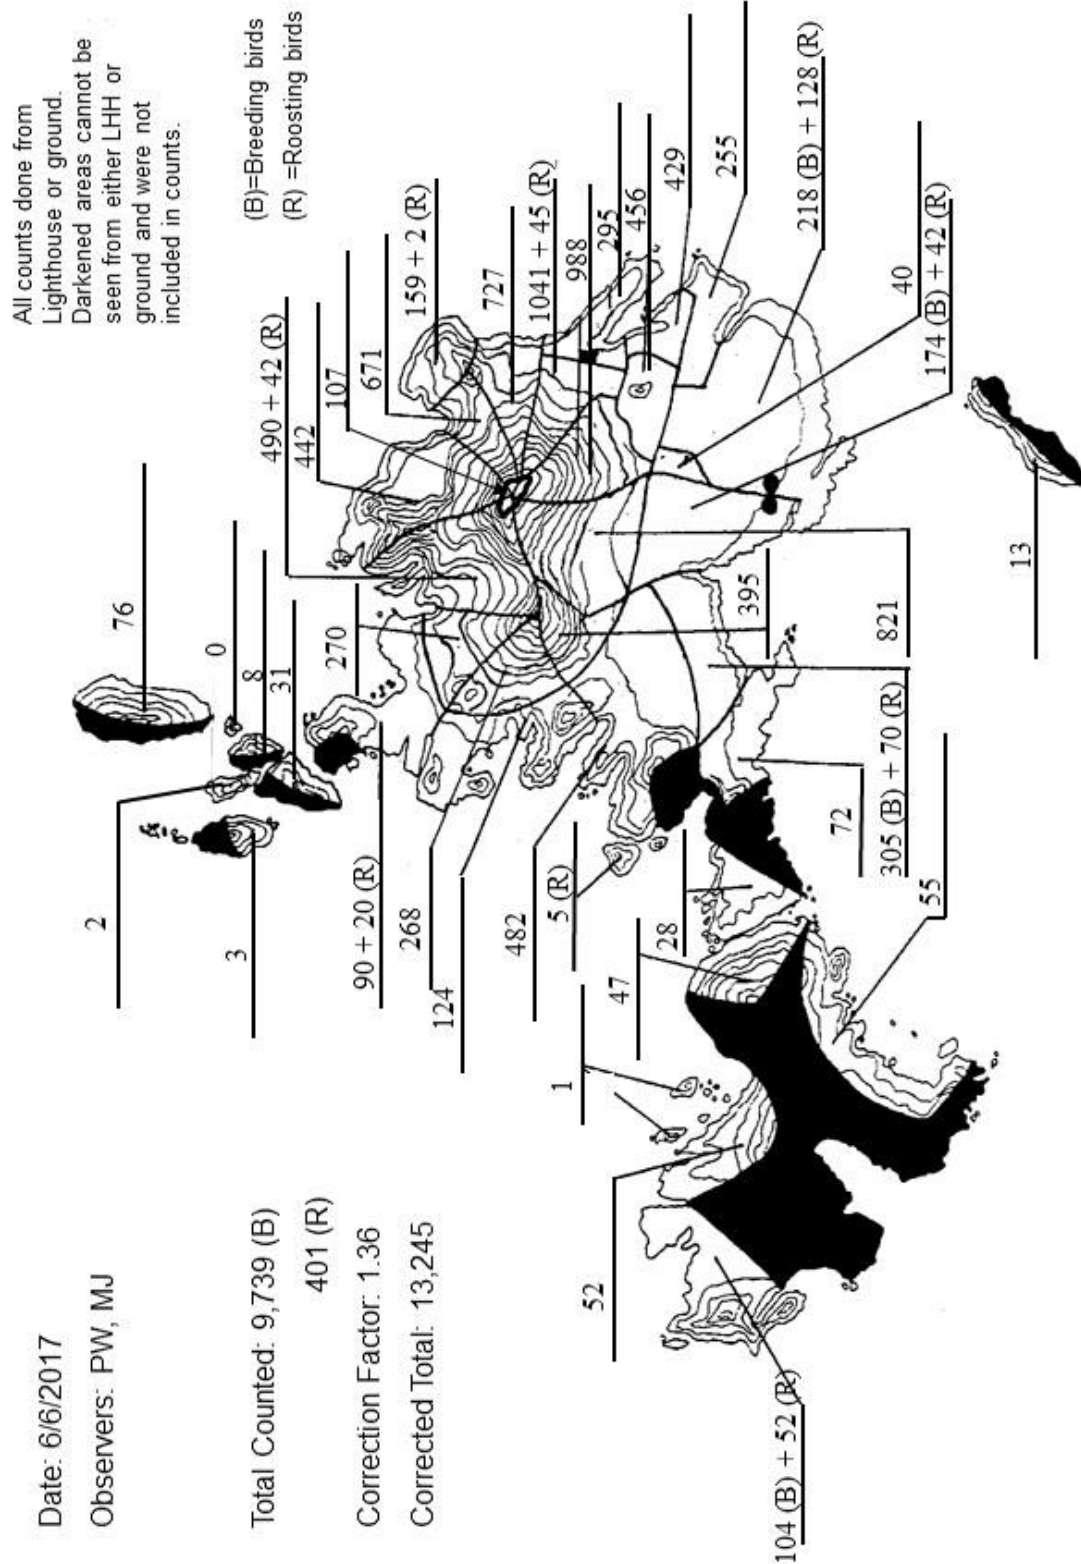 Date: 6/6/2017
Observers: PW, MJ
Total Counted: 9,739 (B)
401 (R)
Correction Factor: 1.36
Corrected Total: 13,245
All counts done from
Lighthouse or ground.
Darkened areas cannot be
seen from either LHH or
ground and were not
included in counts.
(B)=Breeding birds
(R) =Roosting birds
2
76
3
0
8
31
490 + 42 (R)
442
107
671
159 + 2 (R)
727
1041 + 45 (R)
988
295
456
429
255
218 (B) + 128 (R)
40
174 (B) + 42 (R)
270
90 + 20 (R)
268
124
482
5 (R)
1
47
28
52
395
821
72
305 (B) + 70 (R)
55
13
104 (B) + 52 (R)